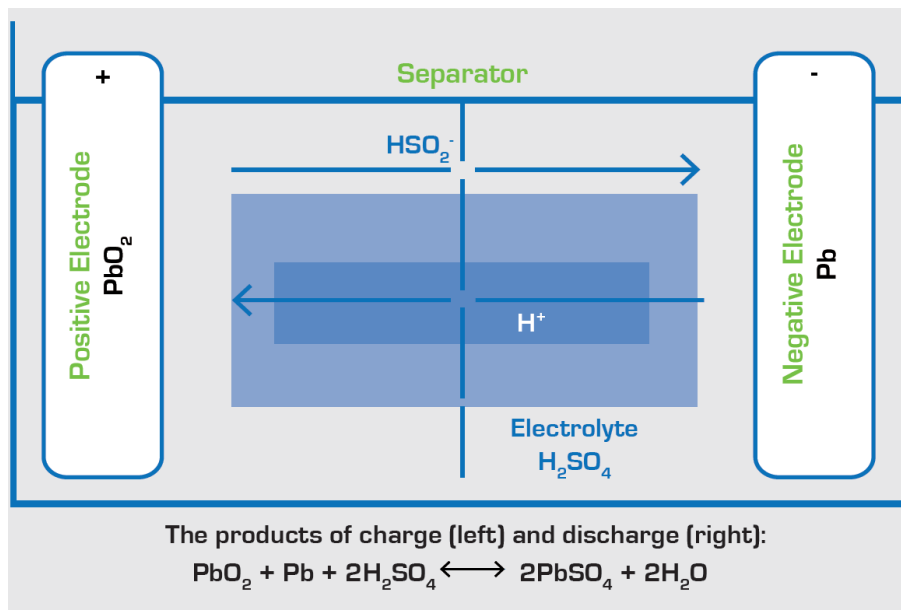 +
-
Separator
HSO₂⁻
Positive Electrode
PbO₂
Negative Electrode
Pb
H⁺
Electrolyte
H₂SO₄
The products of charge (left) and discharge (right):
PbO₂ + Pb + 2H₂SO₄ ⟷ 2PbSO₄ + 2H₂O